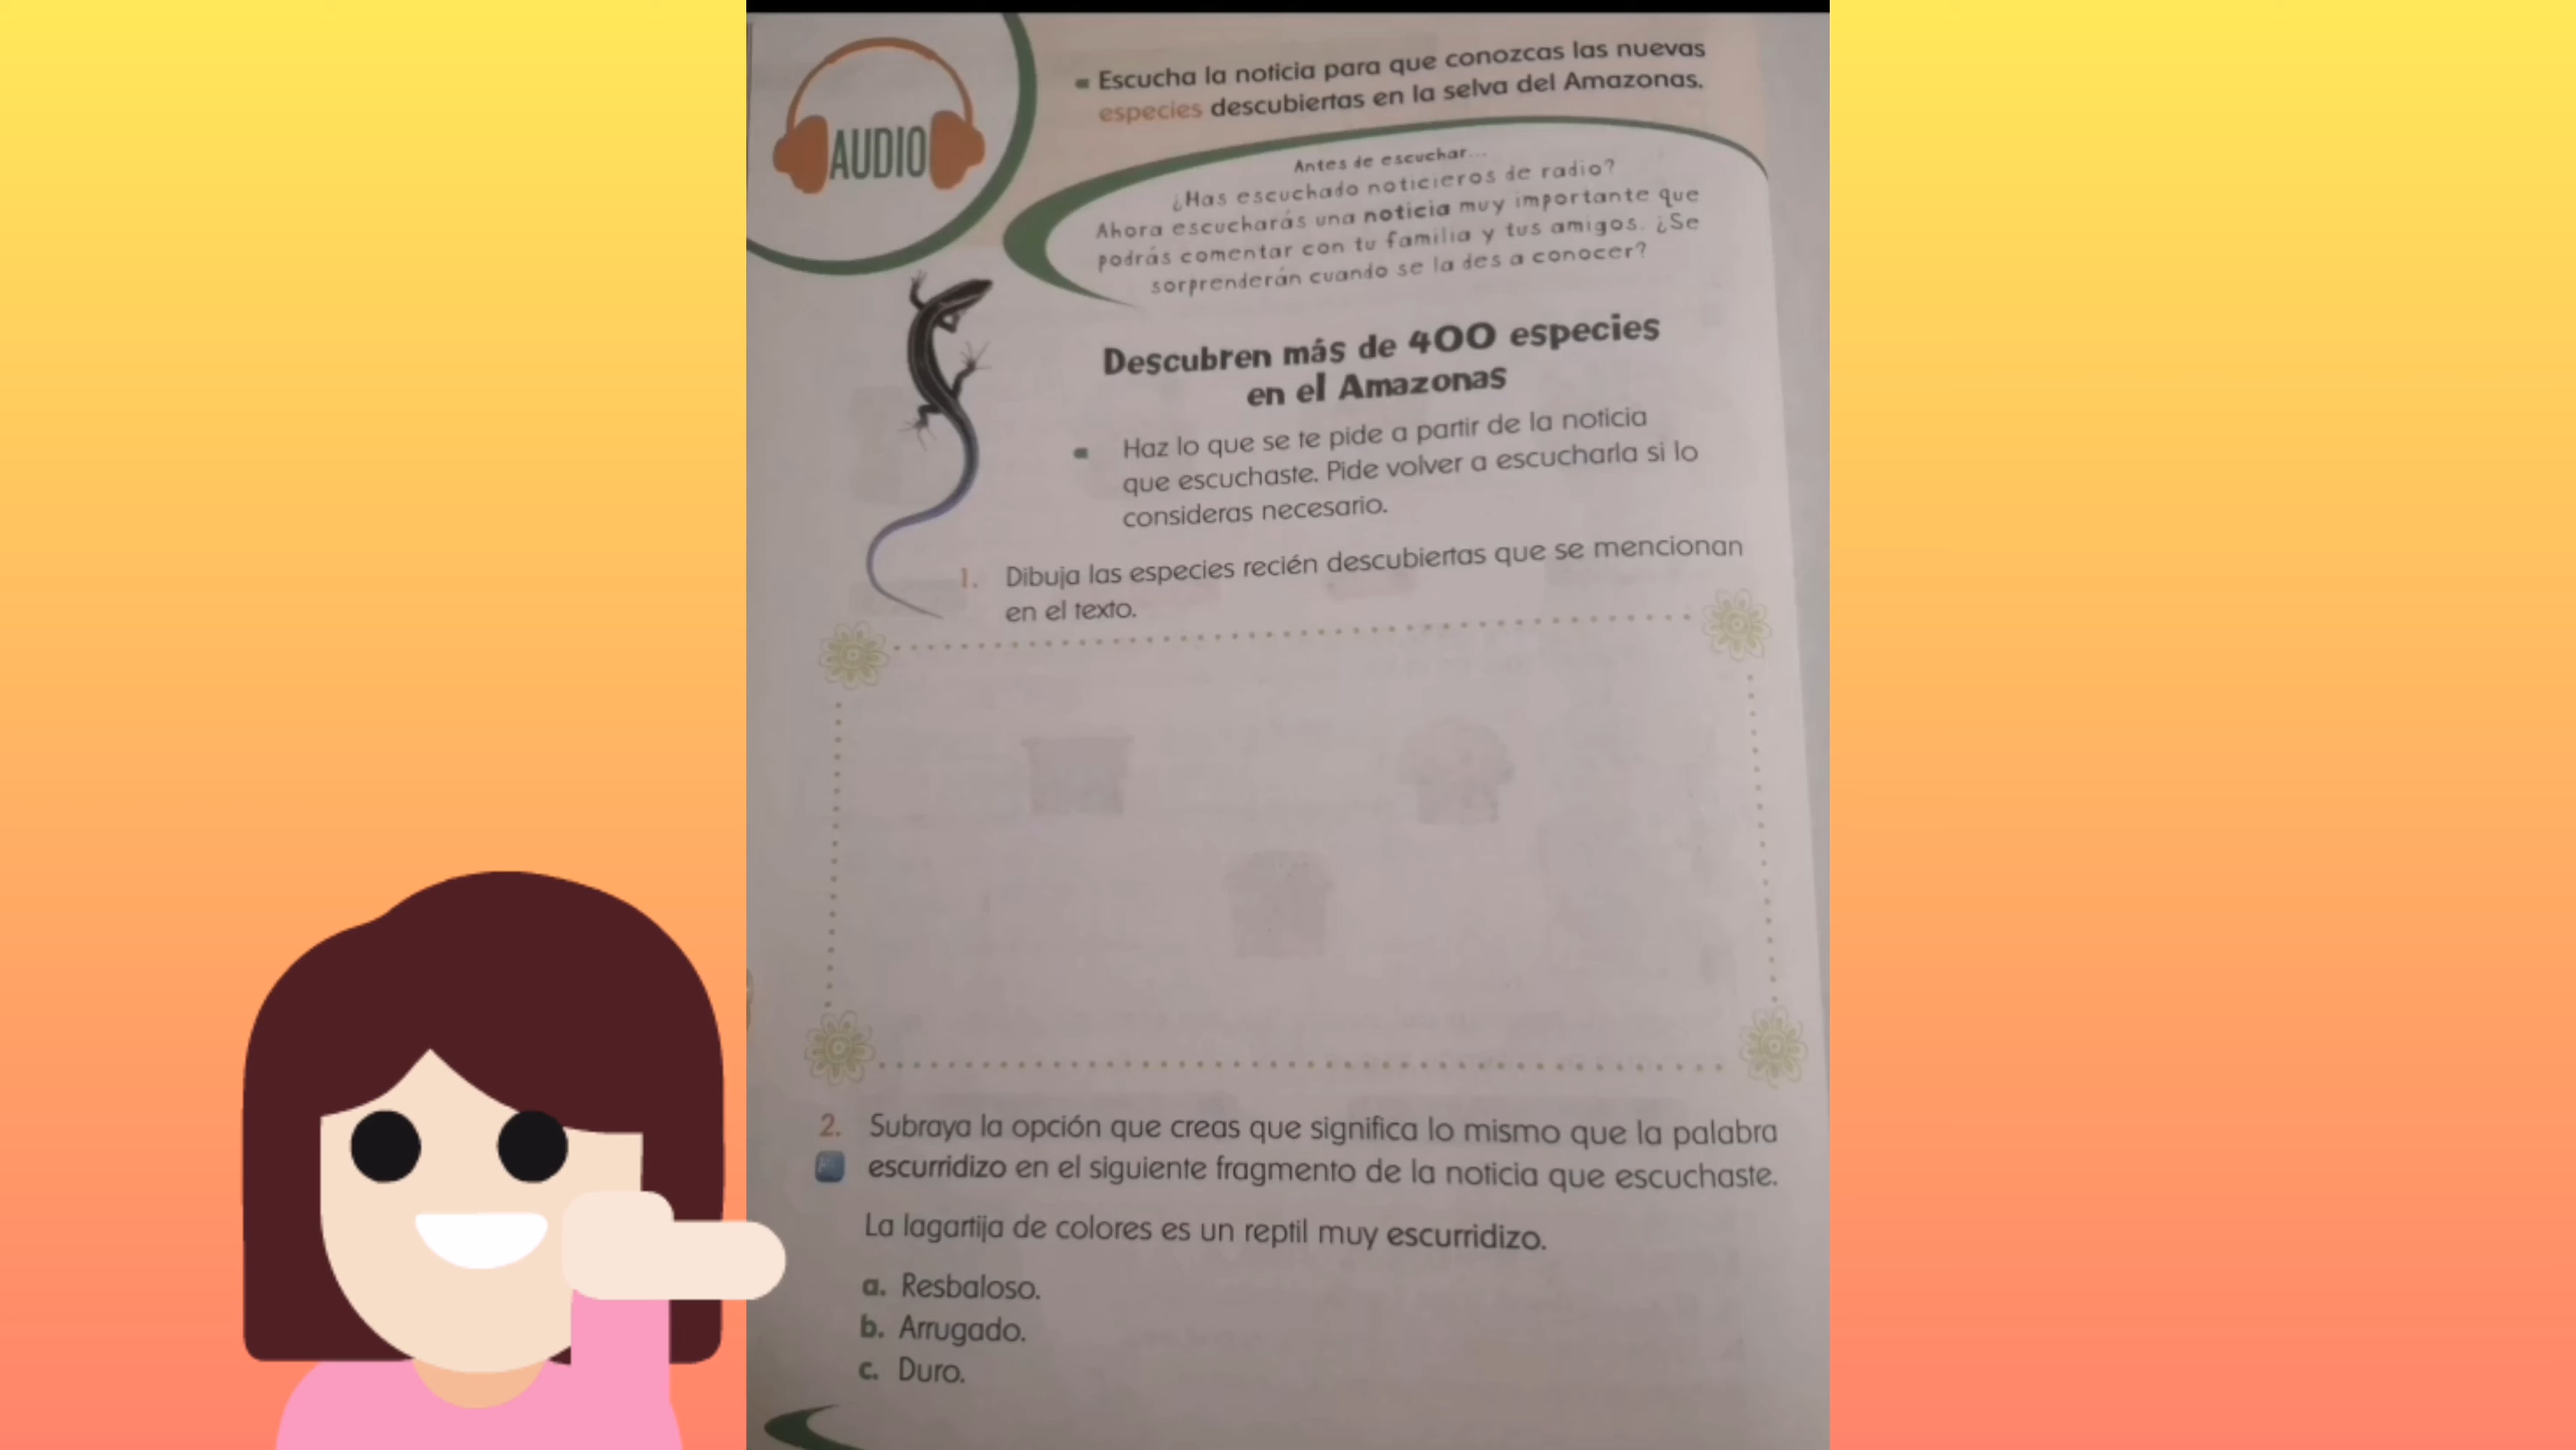 AUDIO
Escucha la noticia para que conozcas las nuevas
especies descubiertas en la selva del Amazonas.
Antes de escuchar...
¿Has escuchado noticieros de radio?
Ahora escucharás una noticia muy importante que
podrás comentar con tu familia y tus amigos. ¿Se
sorprenderán cuando se la des a conocer?
Descubren más de 400 especies
en el Amazonas
Haz lo que se te pide a partir de la noticia
que escuchaste. Pide volver a escucharla si lo
consideras necesario.
1. Dibuja las especies recién descubiertas que se mencionan
en el texto.
2. Subraya la opción que creas que significa lo mismo que la palabra
escurridizo en el siguiente fragmento de la noticia que escuchaste.
La lagartija de colores es un reptil muy escurridizo.
a. Resbaloso.
b. Arrugado.
c. Duro.